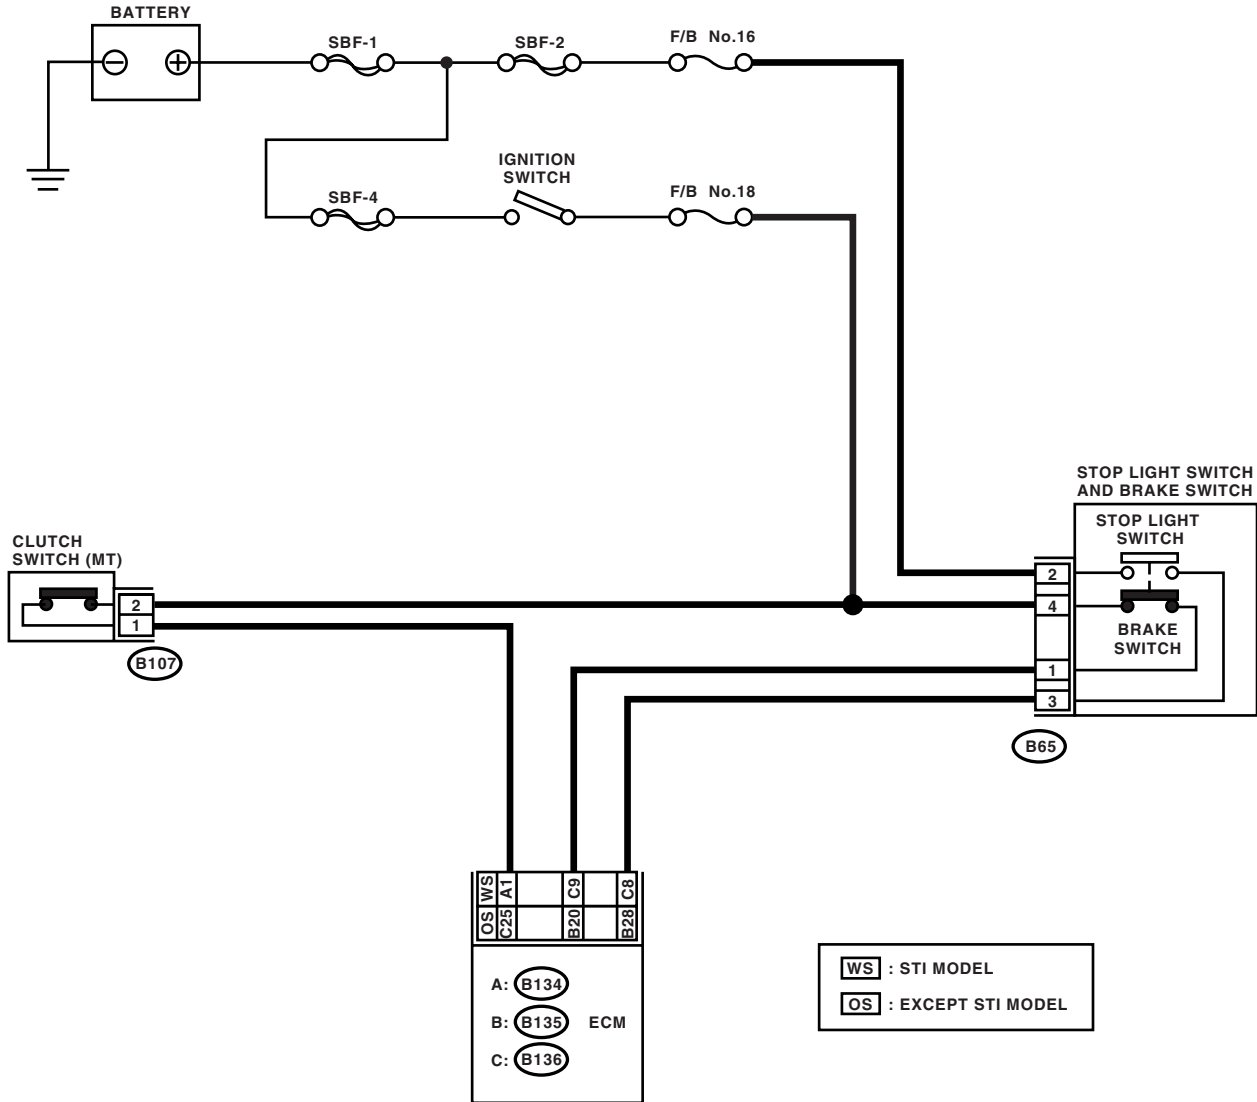 BATTERY
SBF-1
SBF-2
F/B No.16
SBF-4
IGNITION
SWITCH
F/B No.18
STOP LIGHT SWITCH
AND BRAKE SWITCH
STOP LIGHT
SWITCH
BRAKE
SWITCH
2
4
1
3
B65
CLUTCH
SWITCH (MT)
2
1
B107
WS A1 C9 C8
OS C25 B20 B28
A: B134
B: B135 ECM
C: B136
WS : STI MODEL
OS : EXCEPT STI MODEL